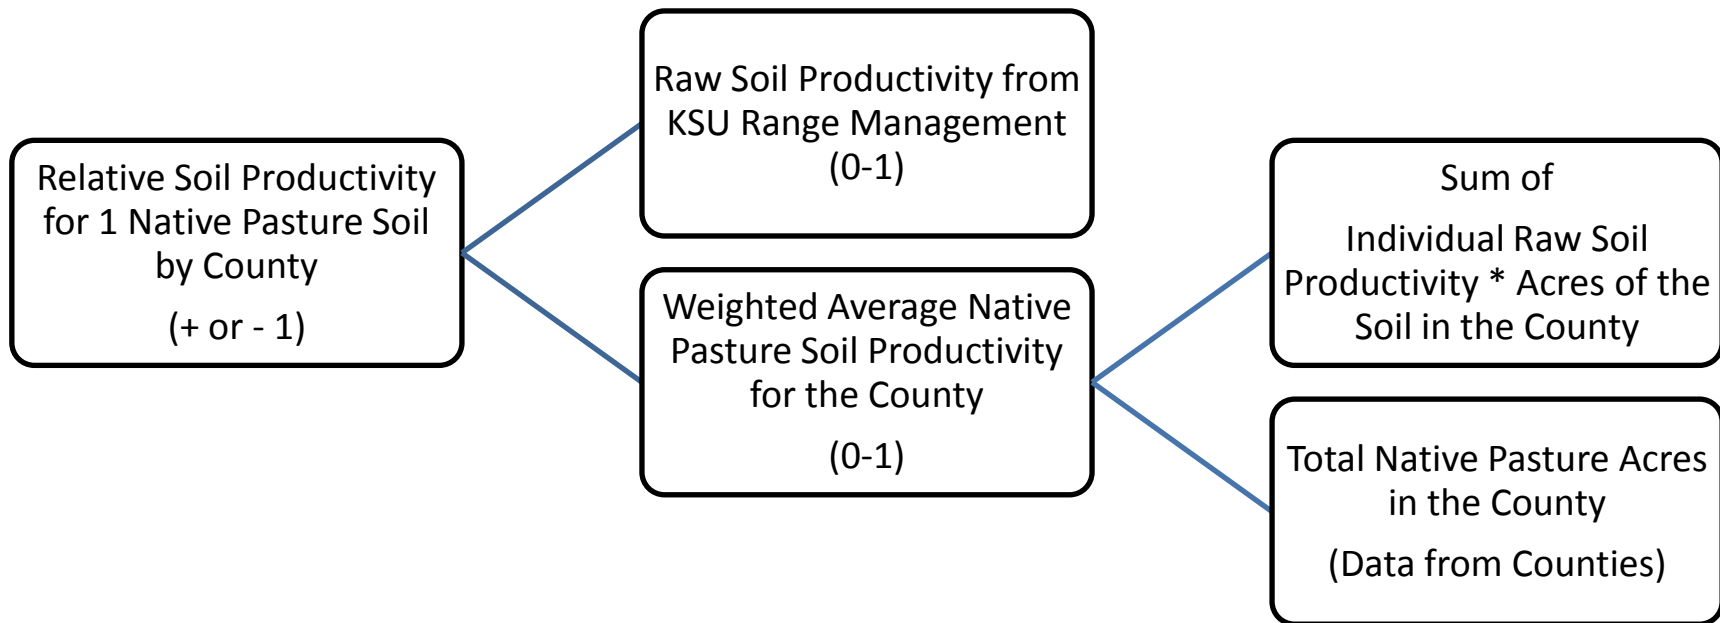 Relative Soil Productivity
for 1 Native Pasture Soil
by County
(+ or - 1)
Raw Soil Productivity from
KSU Range Management
(0-1)
Weighted Average Native
Pasture Soil Productivity
for the County
(0-1)
Sum of
Individual Raw Soil
Productivity * Acres of the
Soil in the County
Total Native Pasture Acres
in the County
(Data from Counties)